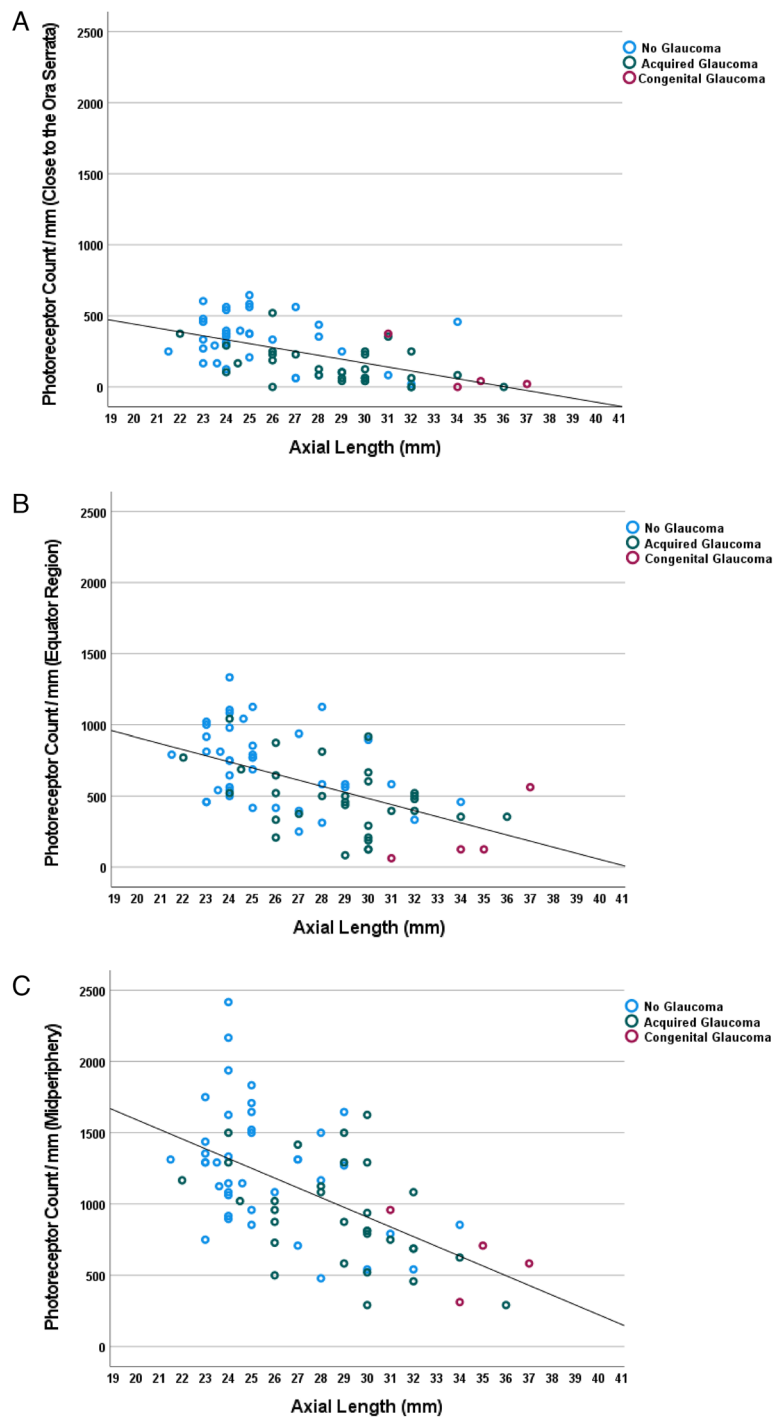 A
Photoreceptor Count / mm (Close to the Ora Serrata)
2500
2000
1500
1000
500
0
No Glaucoma
Acquired Glaucoma
Congenital Glaucoma
19 20 21 22 23 24 25 26 27 28 29 30 31 32 33 34 35 36 37 38 39 40 41
Axial Length (mm)
B
Photoreceptor Count / mm (Equator Region)
2500
2000
1500
1000
500
0
No Glaucoma
Acquired Glaucoma
Congenital Glaucoma
19 20 21 22 23 24 25 26 27 28 29 30 31 32 33 34 35 36 37 38 39 40 41
Axial Length (mm)
C
Photoreceptor Count / mm (Midperiphery)
2500
2000
1500
1000
500
0
No Glaucoma
Acquired Glaucoma
Congenital Glaucoma
19 20 21 22 23 24 25 26 27 28 29 30 31 32 33 34 35 36 37 38 39 40 41
Axial Length (mm)